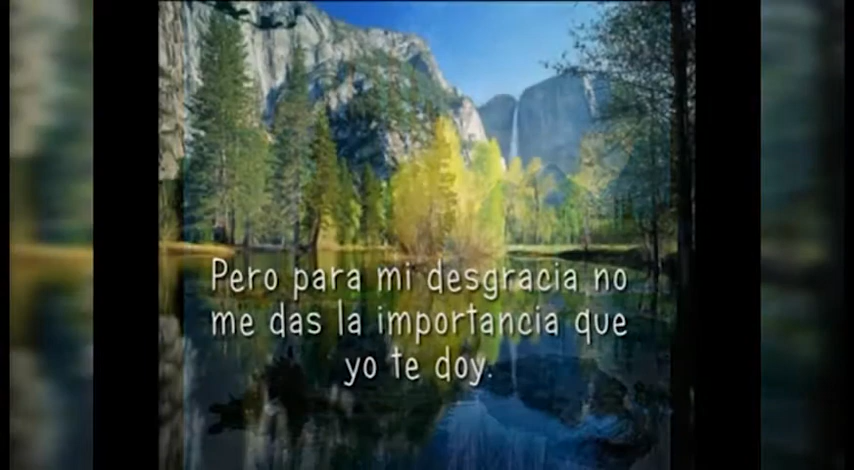 Pero para mi desgracia no
me das la importancia que
yo te doy.